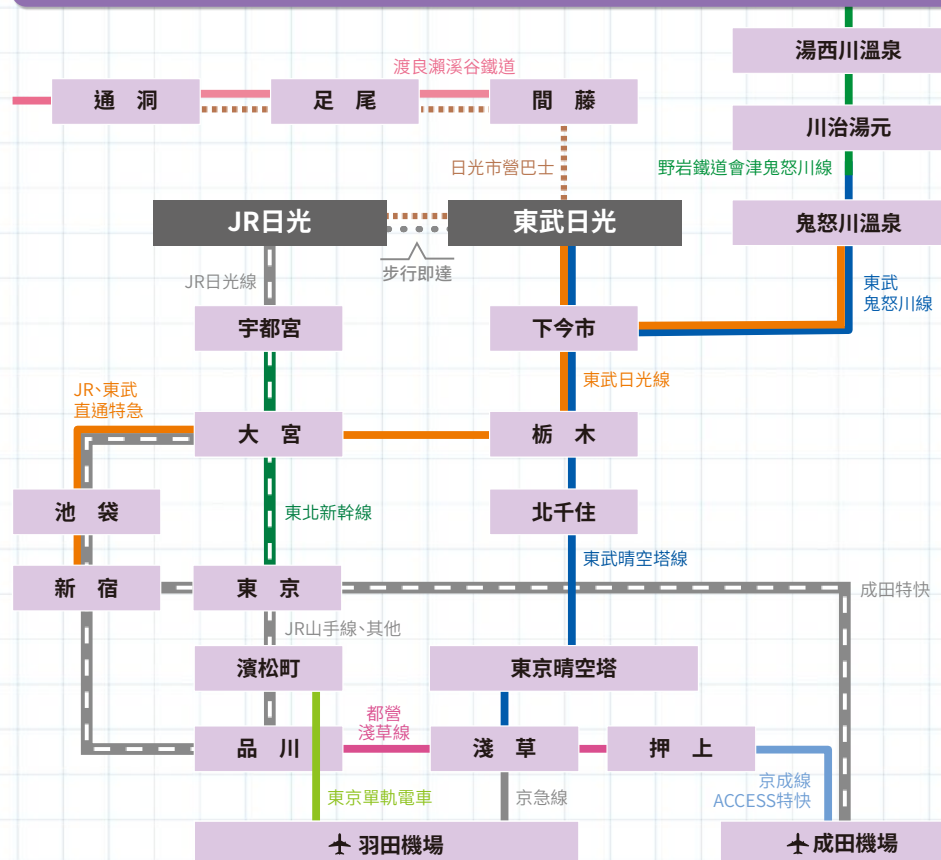 湯西川溫泉
渡良瀨溪谷鐵道
通洞
足尾
間藤
川治湯元
日光市營巴士
野岩鐵道會津鬼怒川線
JR日光
東武日光
鬼怒川溫泉
步行即達
JR日光線
東武
鬼怒川線
宇都宮
下今市
東武日光線
JR、東武
直通特急
大宮
栃木
池袋
東北新幹線
北千住
東武晴空塔線
新宿
東京
成田特快
JR山手線、其他
濱松町
東京晴空塔
都營
淺草線
品川
淺草
押上
東京單軌電車
京急線
京成線
ACCESS特快
羽田機場
成田機場